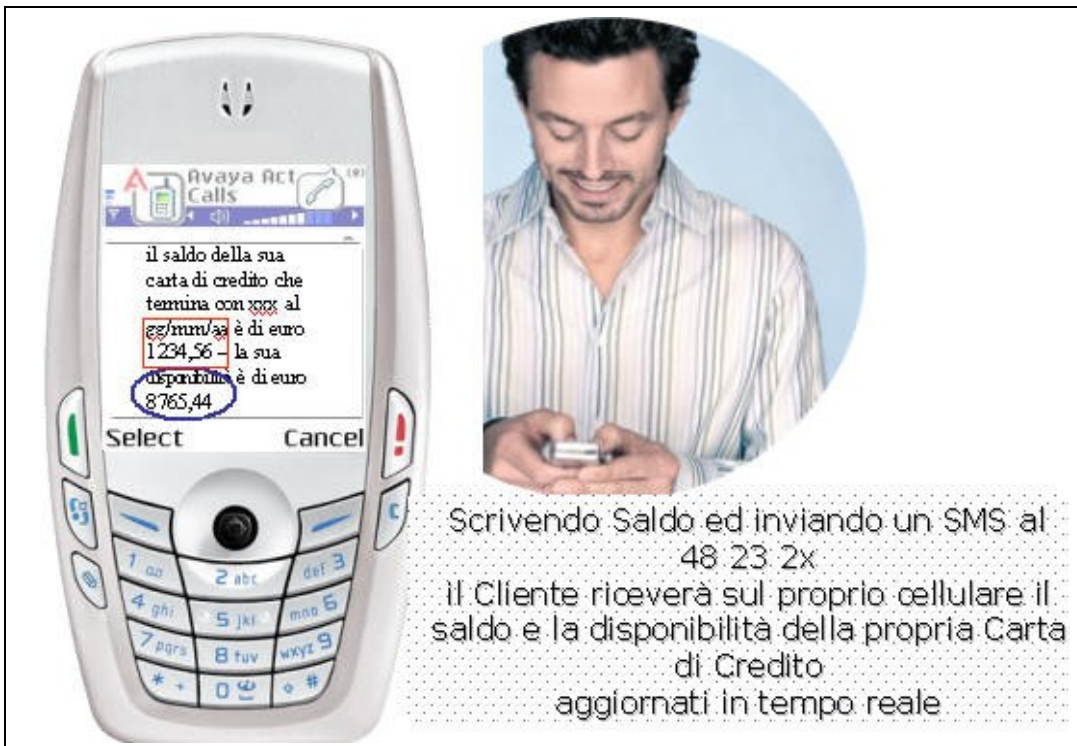 Avaya Act
Calls
il saldo della sua
carta di credito che
termina con xxx al
gg/mm/aa è di euro
1234,56 – la sua
disponibilità è di euro
8765,44
Select Cancel
C
1 2 abc def 3
4 ghi 5 jkl mno 6
7 pqrs 8 tuv wxyz 9
* + 0 #
Scrivendo Saldo ed inviando un SMS al
48 23 2x
il Cliente riceverà sul proprio cellulare il
saldo e la disponibilità della propria Carta
di Credito
aggiornati in tempo reale